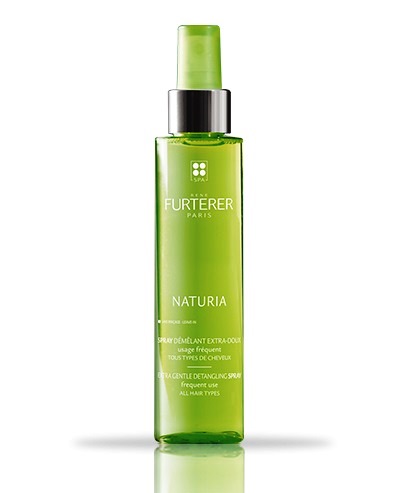 SPA
RENE
FURTERER
PARIS
NATURIA
SPRAY DÉMÊLANT EXTRA-DOUX
usage fréquent
TOUS TYPES DE CHEVEUX
EXTRA GENTLE DETANGLING SPRAY
frequent use
ALL HAIR TYPES